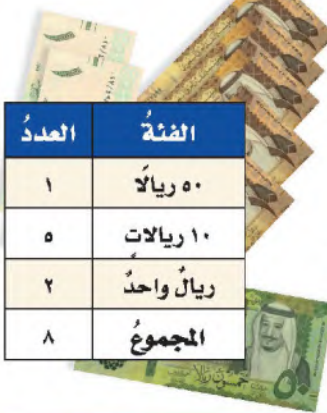 الفئةُ العددُ
٥٠ ريالًا ١
١٠ ريالات ٥
ريالٌ واحدٌ ٢
المجموعُ ٨